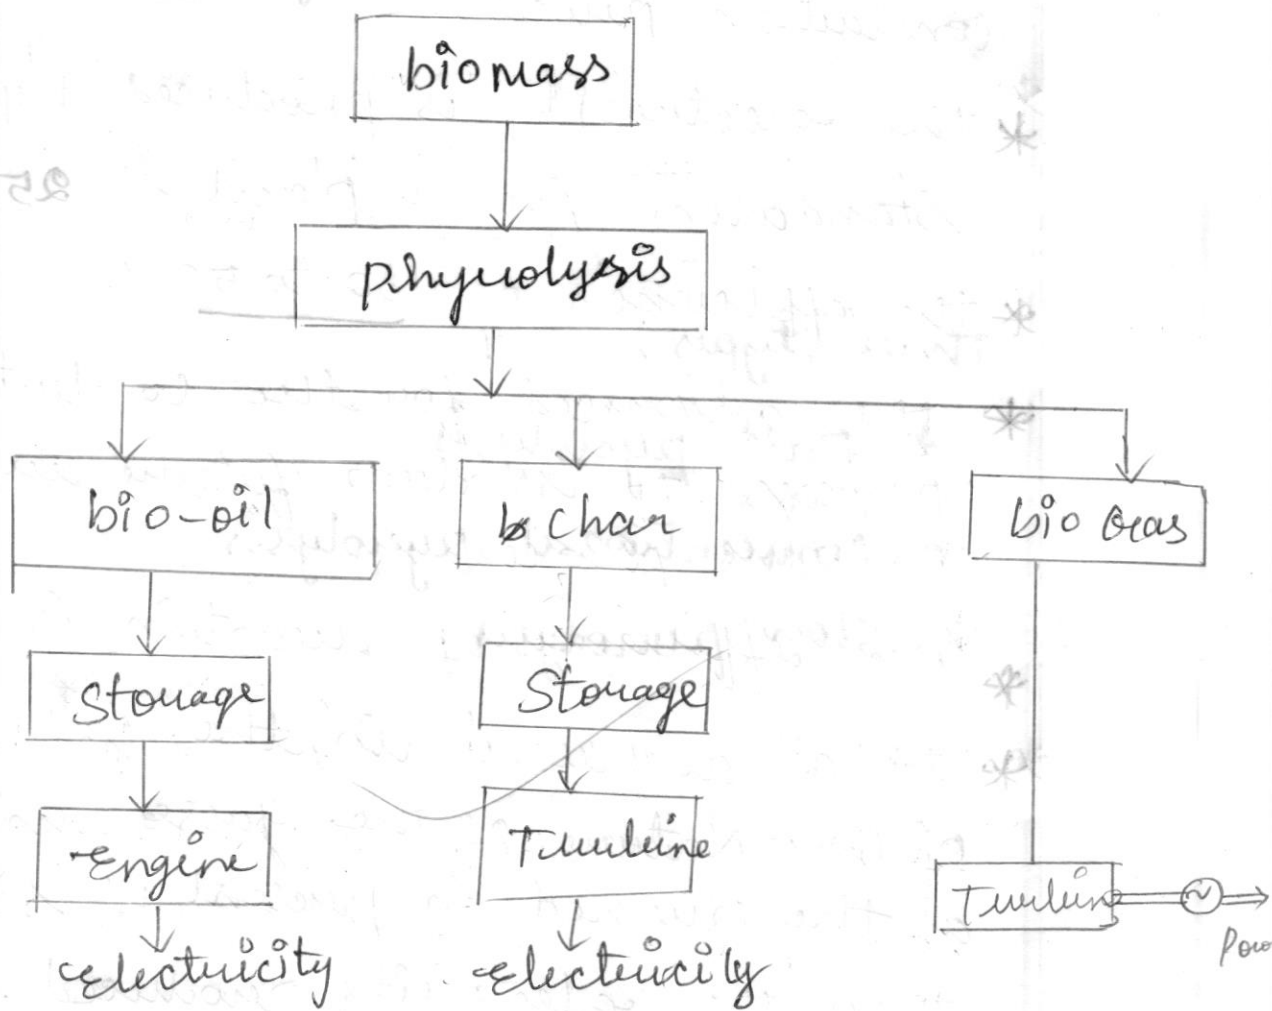 biomass
Phyrolysis
bio-oil
Char
bio Gas
Storage
Storage
Engine
Turbine
Turbine
Electricity
Electricity
Pow